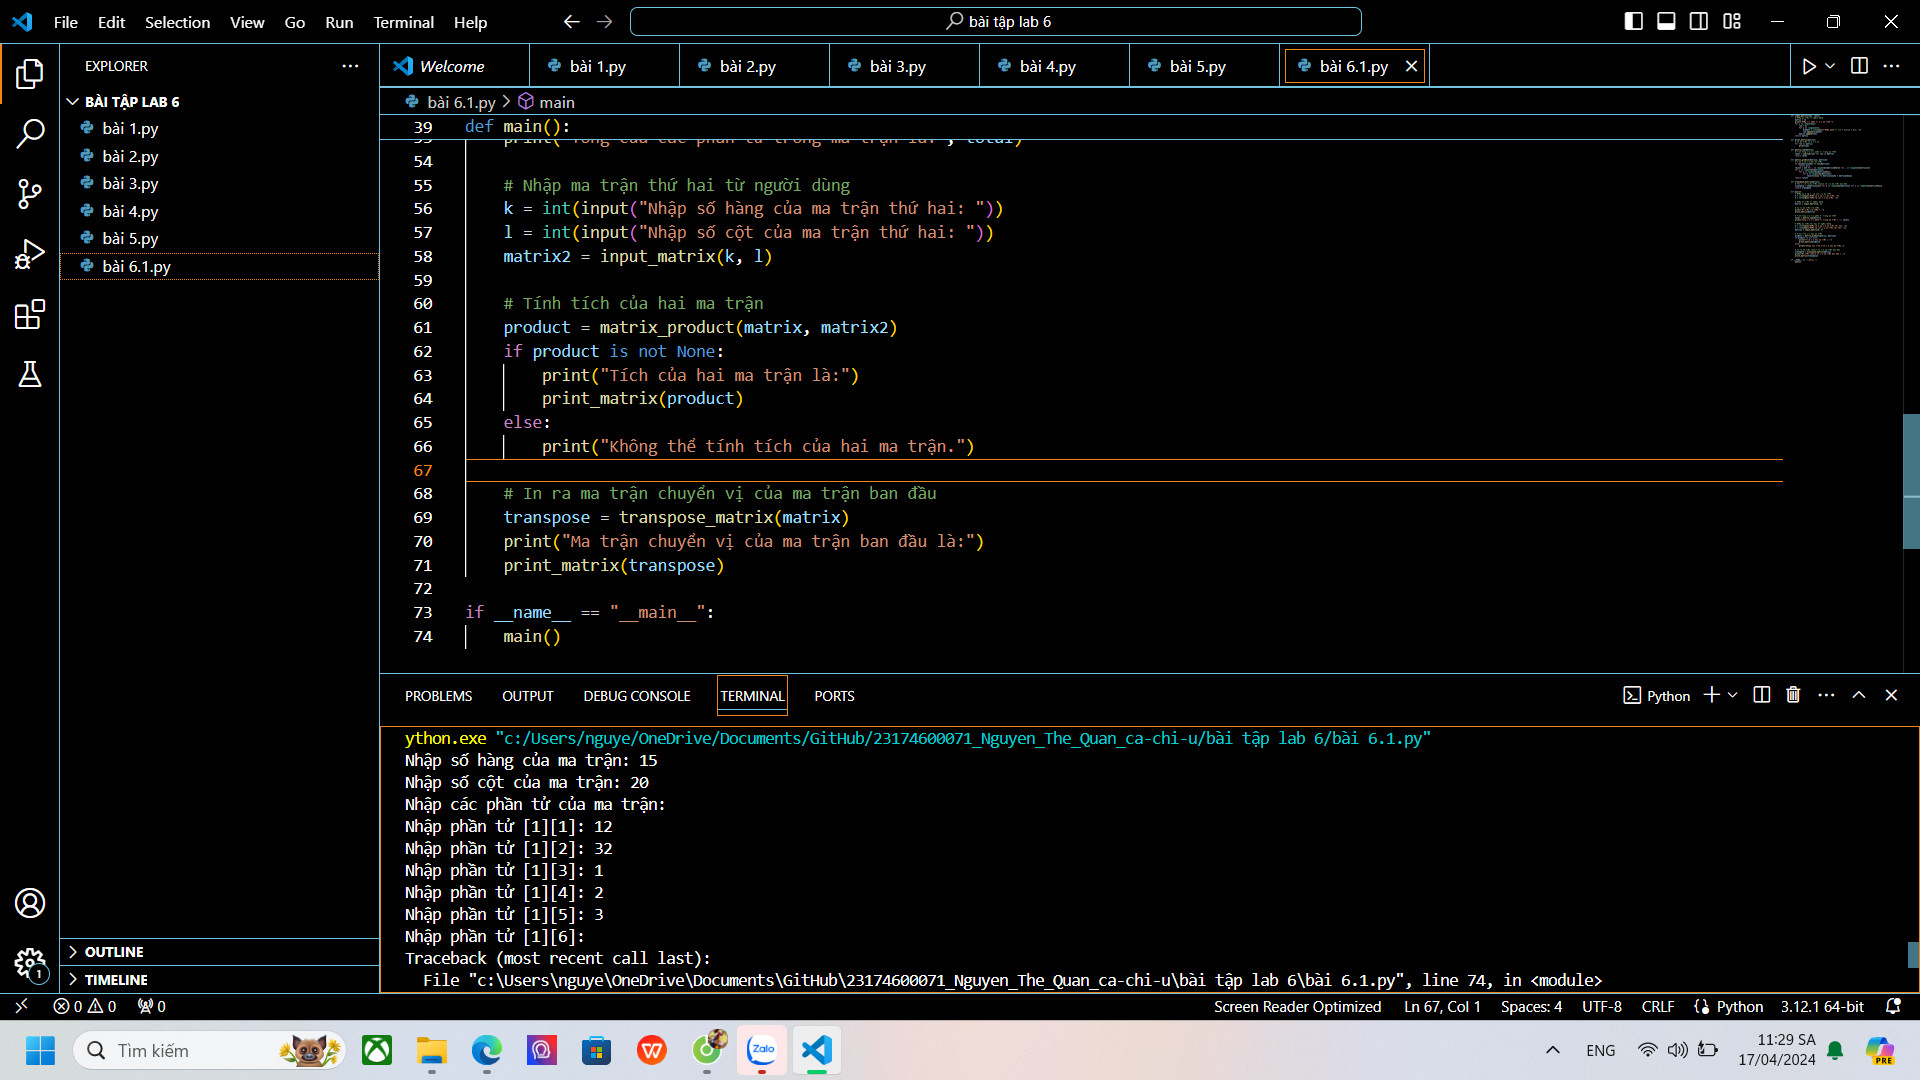 File Edit Selection View Go Run Terminal Help
bài tập lab 6
EXPLORER
BÀI TẬP LAB 6
bài 1.py
bài 2.py
bài 3.py
bài 4.py
bài 5.py
bài 6.1.py
OUTLINE
TIMELINE
Welcome bài 1.py bài 2.py bài 3.py bài 4.py bài 5.py bài 6.1.py
bài 6.1.py > main
39 def main():
54
55 # Nhập ma trận thứ hai từ người dùng
56 k = int(input("Nhập số hàng của ma trận thứ hai: "))
57 l = int(input("Nhập số cột của ma trận thứ hai: "))
58 matrix2 = input_matrix(k, l)
59
60 # Tính tích của hai ma trận
61 product = matrix_product(matrix, matrix2)
62 if product is not None:
63 print("Tích của hai ma trận là:")
64 print_matrix(product)
65 else:
66 print("Không thể tính tích của hai ma trận.")
67
68 # In ra ma trận chuyển vị của ma trận ban đầu
69 transpose = transpose_matrix(matrix)
70 print("Ma trận chuyển vị của ma trận ban đầu là:")
71 print_matrix(transpose)
72
73 if __name__ == "__main__":
74 main()
PROBLEMS OUTPUT DEBUG CONSOLE TERMINAL PORTS
Python
ython.exe "c:/Users/nguye/OneDrive/Documents/GitHub/23174600071_Nguyen_The_Quan_ca-chi-u/bài tập lab 6/bài 6.1.py"
Nhập số hàng của ma trận: 15
Nhập số cột của ma trận: 20
Nhập các phần tử của ma trận:
Nhập phần tử [1][1]: 12
Nhập phần tử [1][2]: 32
Nhập phần tử [1][3]: 1
Nhập phần tử [1][4]: 2
Nhập phần tử [1][5]: 3
Nhập phần tử [1][6]:
Traceback (most recent call last):
File "c:\Users\nguye\OneDrive\Documents\GitHub\23174600071_Nguyen_The_Quan_ca-chi-u\bài tập lab 6\bài 6.1.py", line 74, in <module>
1
0 0 0
Screen Reader Optimized Ln 67, Col 1 Spaces: 4 UTF-8 CRLF Python 3.12.1 64-bit
Tìm kiếm
Zalo
ENG
11:29 SA
17/04/2024
PRE